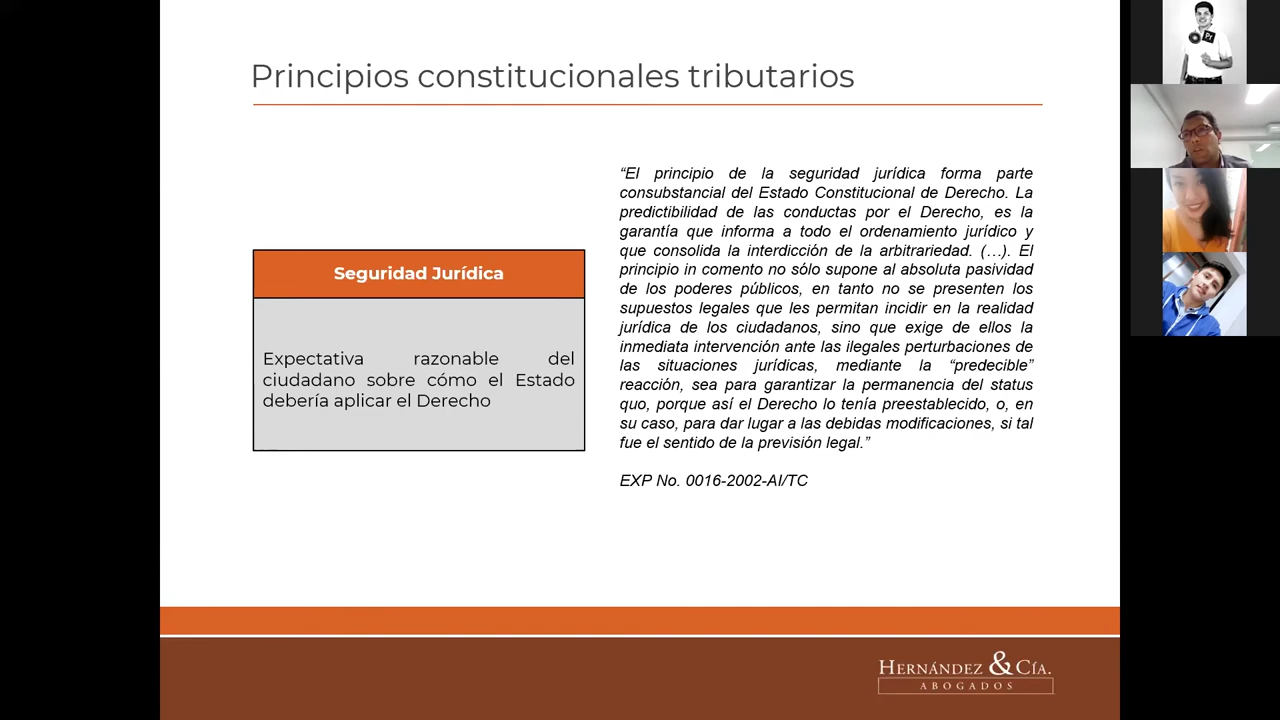 Principios constitucionales tributarios
Seguridad Jurídica
Expectativa razonable del
ciudadano sobre cómo el Estado
debería aplicar el Derecho
“El principio de la seguridad jurídica forma parte
consubstancial del Estado Constitucional de Derecho. La
predictibilidad de las conductas por el Derecho, es la
garantía que informa a todo el ordenamiento jurídico y
que consolida la interdicción de la arbitrariedad. (…). El
principio in comento no sólo supone al absoluta pasividad
de los poderes públicos, en tanto no se presenten los
supuestos legales que les permitan incidir en la realidad
jurídica de los ciudadanos, sino que exige de ellos la
inmediata intervención ante las ilegales perturbaciones de
las situaciones jurídicas, mediante la “predecible”
reacción, sea para garantizar la permanencia del status
quo, porque así el Derecho lo tenía preestablecido, o, en
su caso, para dar lugar a las debidas modificaciones, si tal
fue el sentido de la previsión legal.”
EXP No. 0016-2002-AI/TC
HERNÁNDEZ & CÍA.
ABOGADOS
Pr